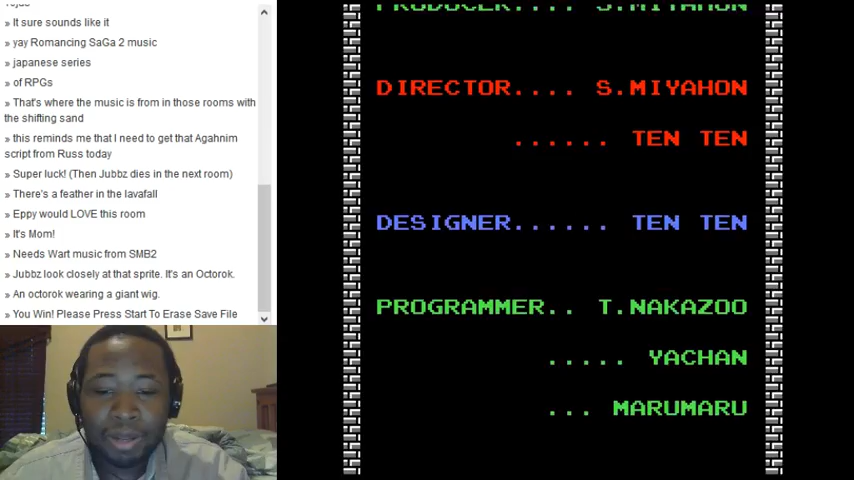 » It sure sounds like it
» yay Romancing SaGa 2 music
» japanese series
» of RPGs
» That's where the music is from in those rooms with
the shifting sand
» this reminds me that I need to get that Agahnim
script from Russ today
» Super luck! (Then Jubbz dies in the next room)
» There's a feather in the lavafall
» Eppy would LOVE this room
» It's Mom!
» Needs Wart music from SMB2
» Jubbz look closely at that sprite. It's an Octorok.
» An octorok wearing a giant wig.
» You Win! Please Press Start To Erase Save File
PRODUCER.... S.MIYAHON
DIRECTOR.... S.MIYAHON
...... TEN TEN
DESIGNER...... TEN TEN
PROGRAMMER.. T.NAKAZOO
..... YACHAN
... MARUMARU